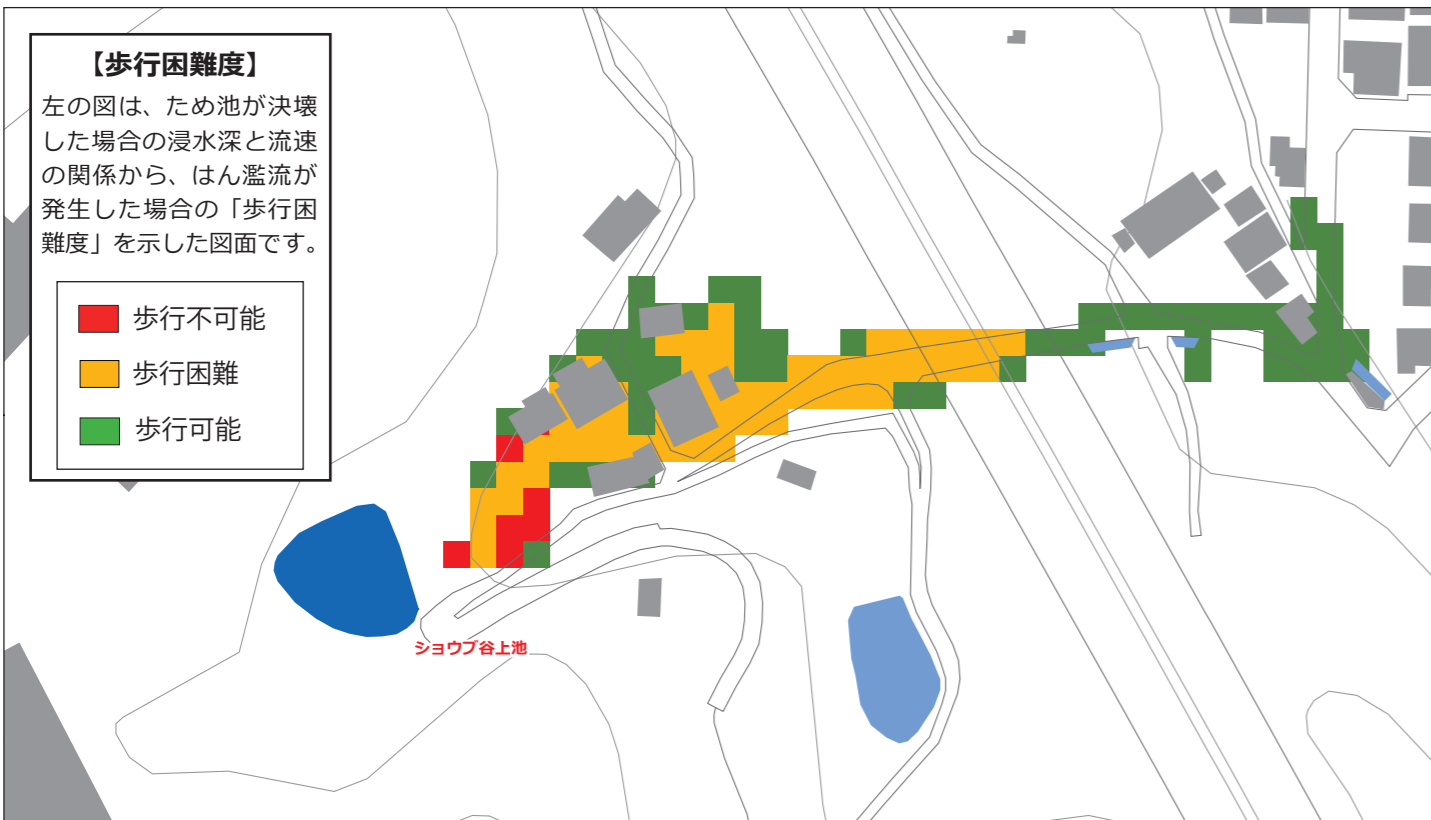 【歩行困難度】
左の図は、ため池が決壊
した場合の浸水深と流速
の関係から、はん濫流が
発生した場合の「歩行困
難度」を示した図面です。
歩行不可能
歩行困難
歩行可能
ショウブ谷上池